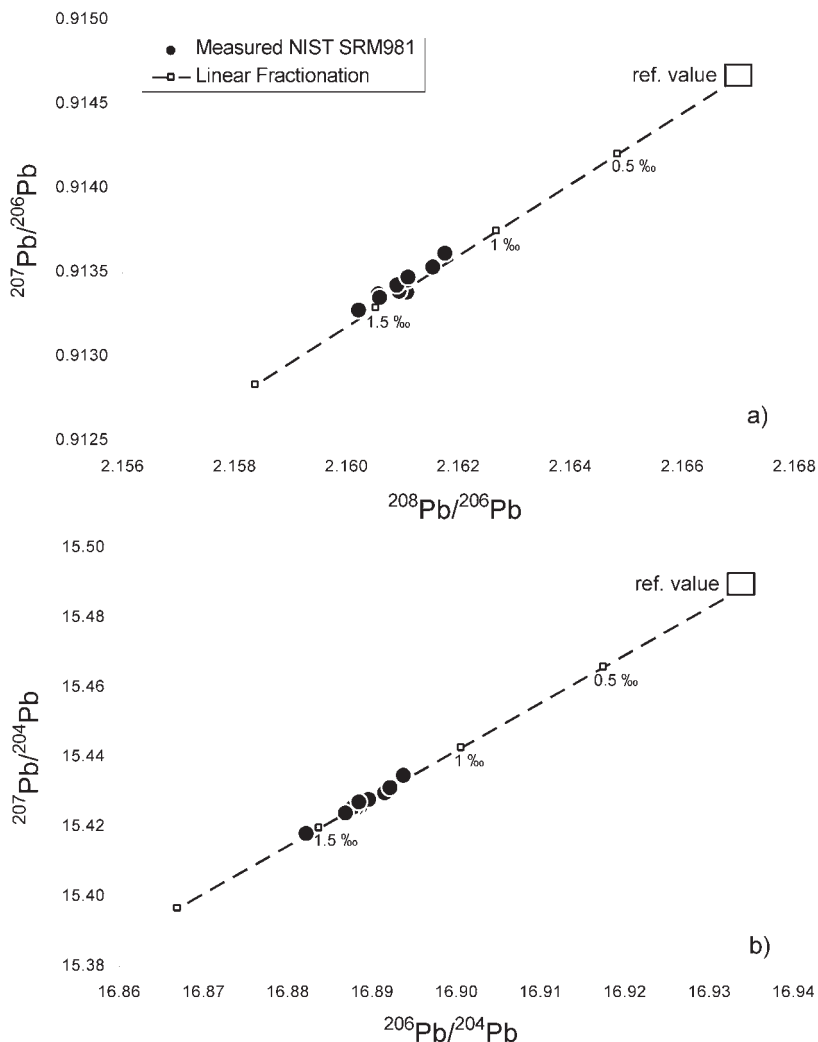 0.9150
Measured NIST SRM981
Linear Fractionation
ref. value
0.9145
0.5 ‰
0.9140
1 ‰
0.9135
1.5 ‰
0.9130
0.9125
a)
²⁰⁷Pb/²⁰⁶Pb
2.156 2.158 2.160 2.162 2.164 2.166 2.168
²⁰⁸Pb/²⁰⁶Pb
15.50
ref. value
15.48
0.5 ‰
15.46
1 ‰
15.44
15.42
1.5 ‰
15.40
b)
15.38
²⁰⁷Pb/²⁰⁴Pb
16.86 16.87 16.88 16.89 16.90 16.91 16.92 16.93 16.94
²⁰⁶Pb/²⁰⁴Pb